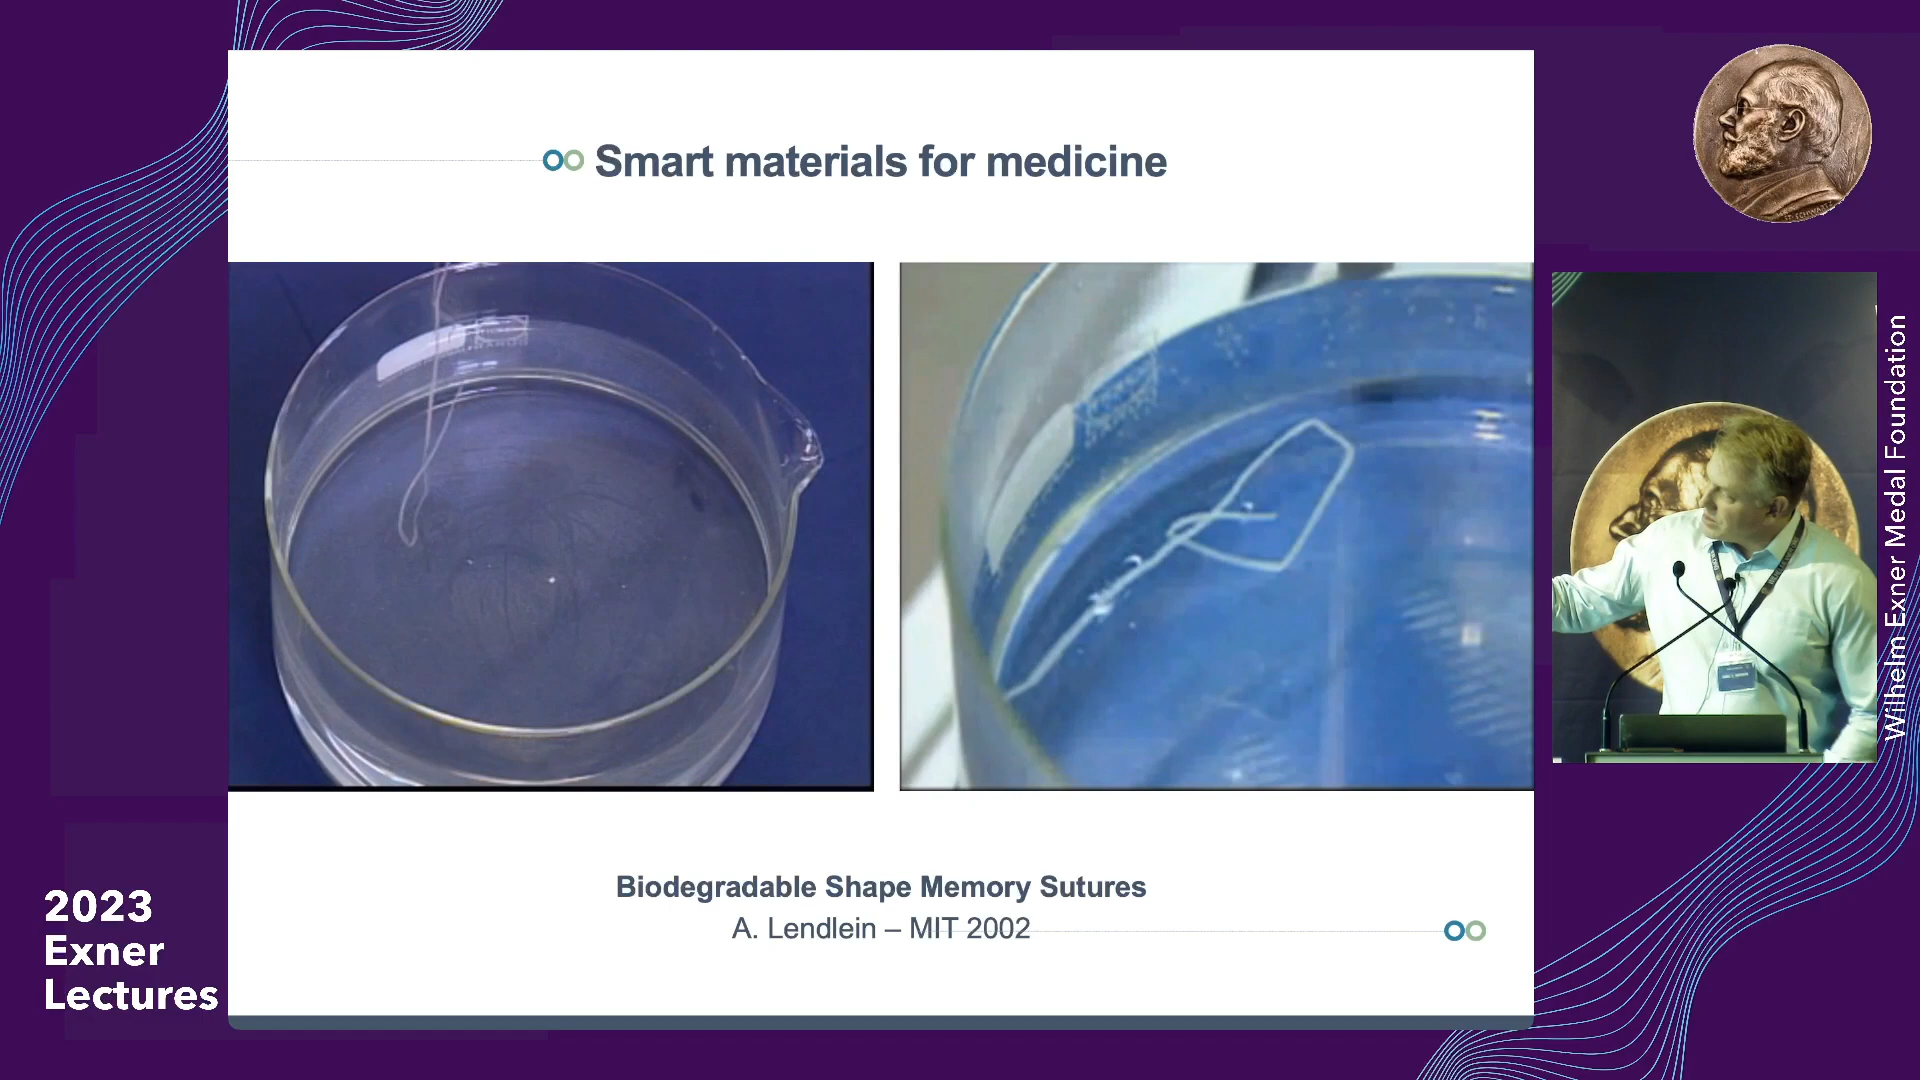 Smart materials for medicine
Biodegradable Shape Memory Sutures
A. Lendlein – MIT 2002
2023
Exner
Lectures
Wilhelm Exner Medal Foundation